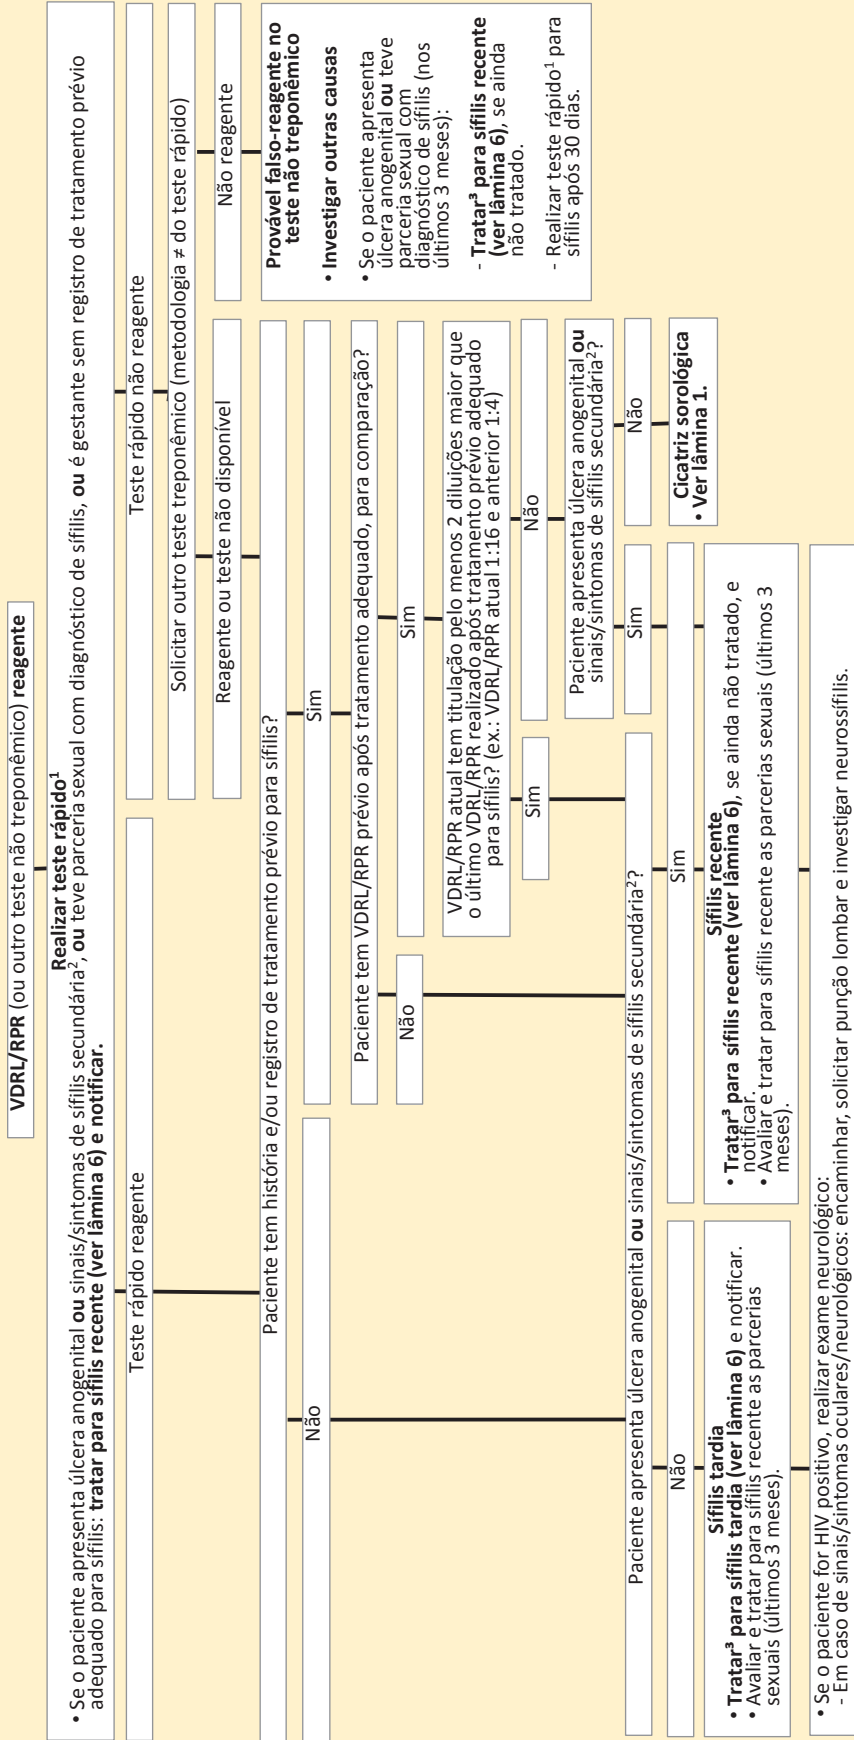 VDRL/RPR (ou outro teste não treponêmico) reagente
Realizar teste rápido¹
• Se o paciente apresenta úlcera anogenital ou sinais/sintomas de sífilis secundária², ou teve parceria sexual com diagnóstico de sífilis, ou é gestante sem registro de tratamento prévio
adequado para sífilis: tratar para sífilis recente (ver lâmina 6) e notificar.
Teste rápido reagente
Teste rápido não reagente
Solicitar outro teste treponêmico (metodologia ≠ do teste rápido)
Reagente ou teste não disponível
Não reagente
Provável falso-reagente no
teste não treponêmico
• Investigar outras causas
• Se o paciente apresenta
úlcera anogenital ou teve
parceria sexual com
diagnóstico de sífilis (nos
últimos 3 meses):
- Tratar³ para sífilis recente
(ver lâmina 6), se ainda
não tratado.
- Realizar teste rápido¹ para
sífilis após 30 dias.
Paciente tem história e/ou registro de tratamento prévio para sífilis?
Não
Sim
Paciente tem VDRL/RPR prévio após tratamento adequado, para comparação?
Não
Sim
VDRL/RPR atual tem titulação pelo menos 2 diluições maior que
o último VDRL/RPR realizado após tratamento prévio adequado
para sífilis? (ex.: VDRL/RPR atual 1:16 e anterior 1:4)
Sim
Não
Paciente apresenta úlcera anogenital ou
sinais/sintomas de sífilis secundária²?
Sim
Não
Cicatriz sorológica
• Ver lâmina 1.
Paciente apresenta úlcera anogenital ou sinais/sintomas de sífilis secundária²?
Não
Sim
Sífilis tardia
• Tratar³ para sífilis tardia (ver lâmina 6) e notificar.
• Avaliar e tratar para sífilis recente as parcerias
sexuais (últimos 3 meses).
Sífilis recente
• Tratar³ para sífilis recente (ver lâmina 6), se ainda não tratado, e
notificar.
• Avaliar e tratar para sífilis recente as parcerias sexuais (últimos 3
meses).
• Se o paciente for HIV positivo, realizar exame neurológico:
- Em caso de sinais/sintomas oculares/neurológicos: encaminhar, solicitar punção lombar e investigar neurossífilis.